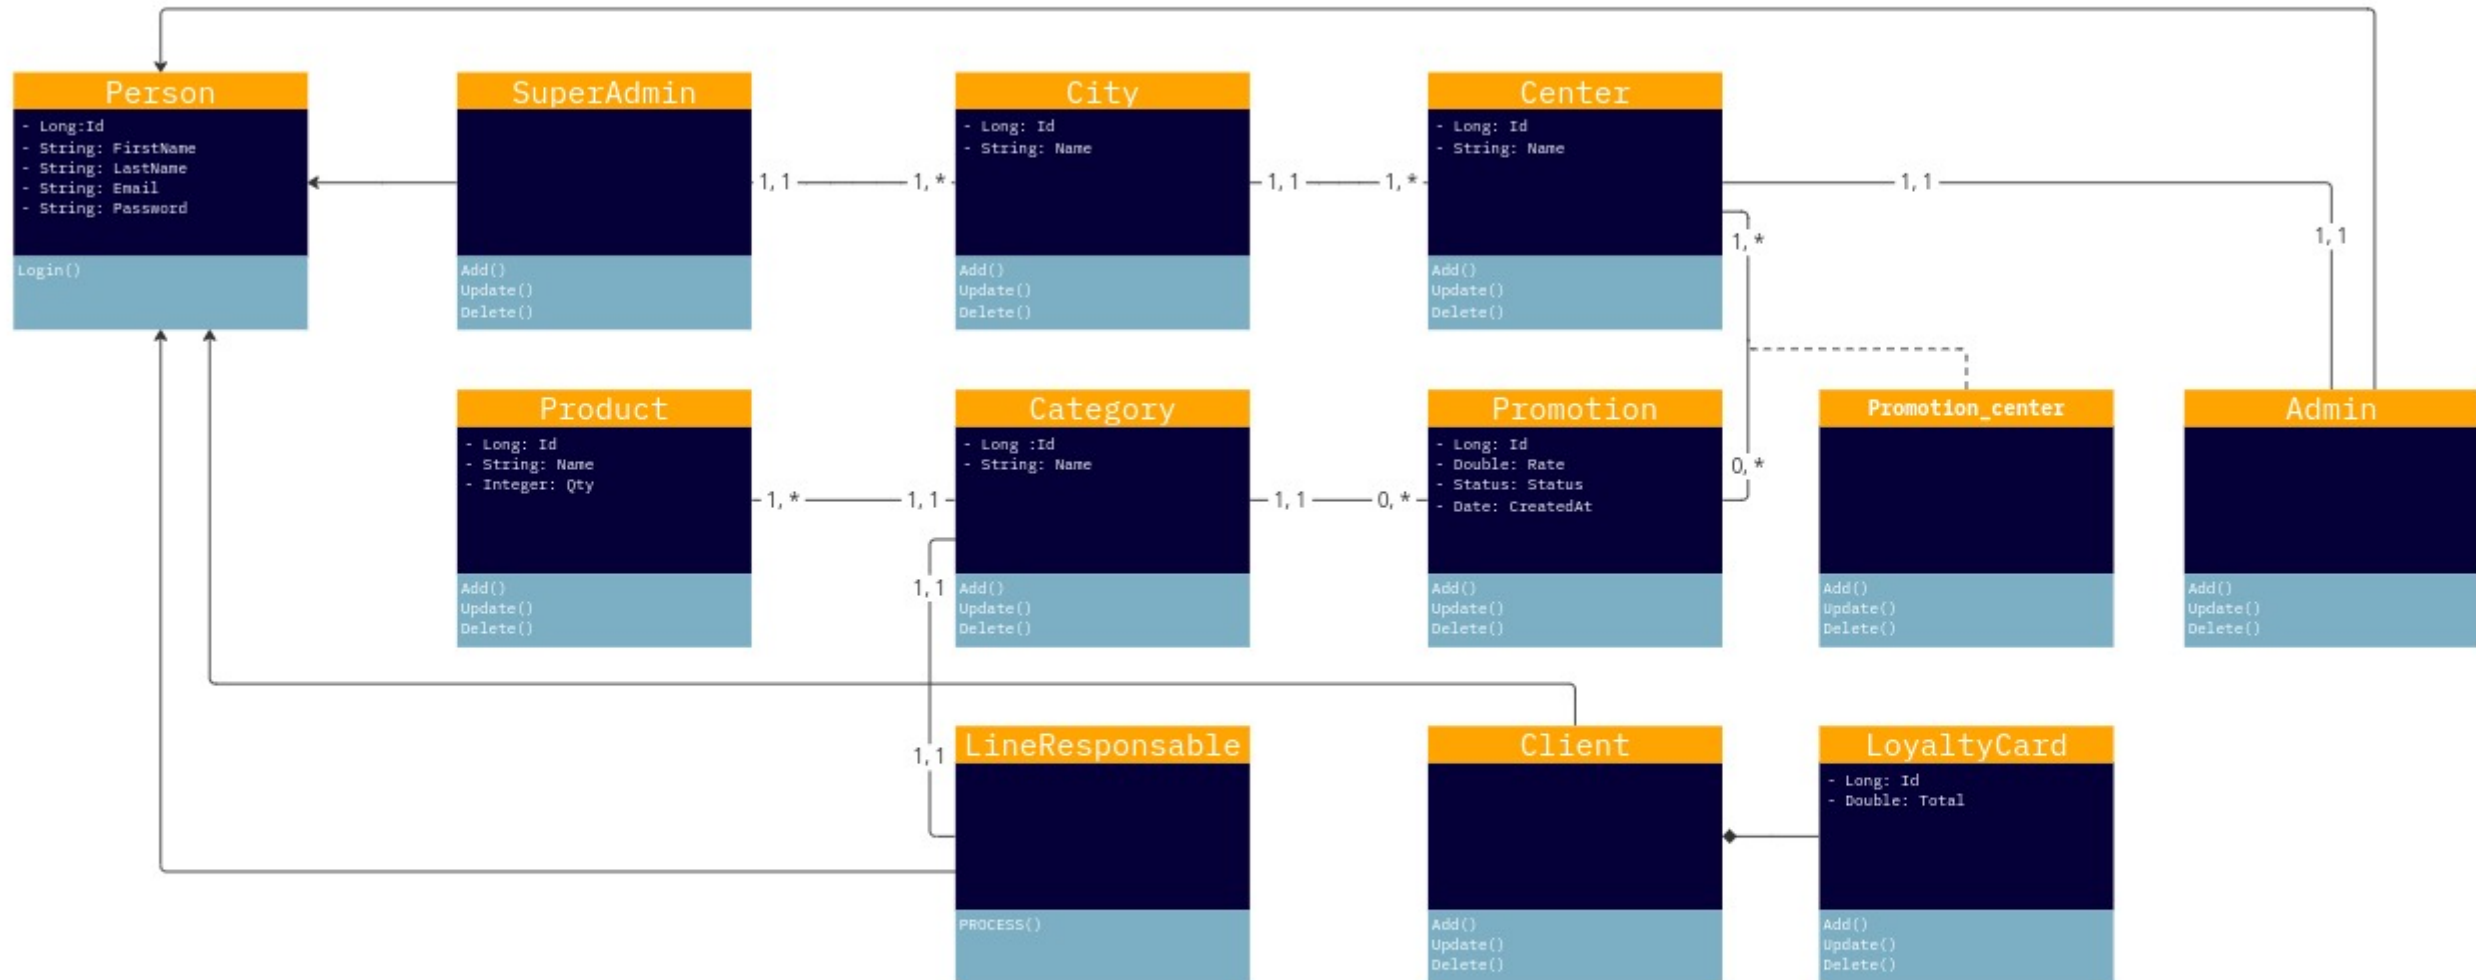 Person
- Long:Id
- String: FirstName
- String: LastName
- String: Email
- String: Password
Login()
SuperAdmin
Add()
Update()
Delete()
1,1
1,*
City
- Long: Id
- String: Name
Add()
Update()
Delete()
1,1
1,*
Center
- Long: Id
- String: Name
Add()
Update()
Delete()
1,1
1,1
1,*
0,*
Product
- Long: Id
- String: Name
- Integer: Qty
Add()
Update()
Delete()
1,*
1,1
Category
- Long :Id
- String: Name
Add()
Update()
Delete()
1,1
0,*
Promotion
- Long: Id
- Double: Rate
- Status: Status
- Date: CreatedAt
Add()
Update()
Delete()
Promotion_center
Add()
Update()
Delete()
Admin
Add()
Update()
Delete()
1,1
1,1
LineResponsable
PROCESS()
Client
Add()
Update()
Delete()
LoyaltyCard
- Long: Id
- Double: Total
Add()
Update()
Delete()